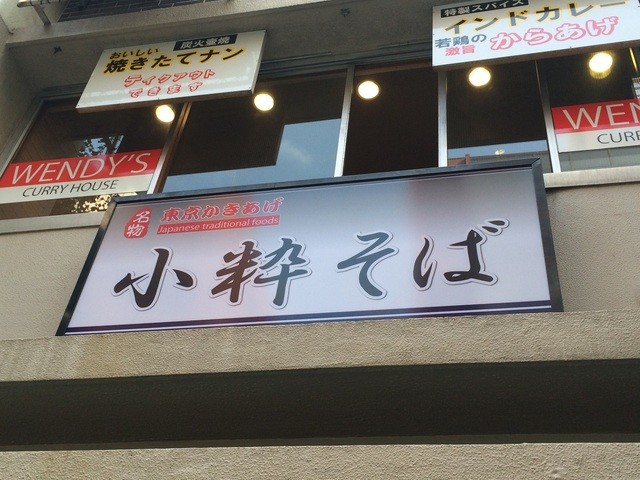 炭火壷焼
おいしい
焼きたてナン
テイクアウト
できます
特製スパイス
インドカレー
若鶏の
激旨
からあげ
WENDY'S
CURRY HOUSE
WEN
CURR
名物
東京かきあげ
Japanese traditional foods
小粋そば